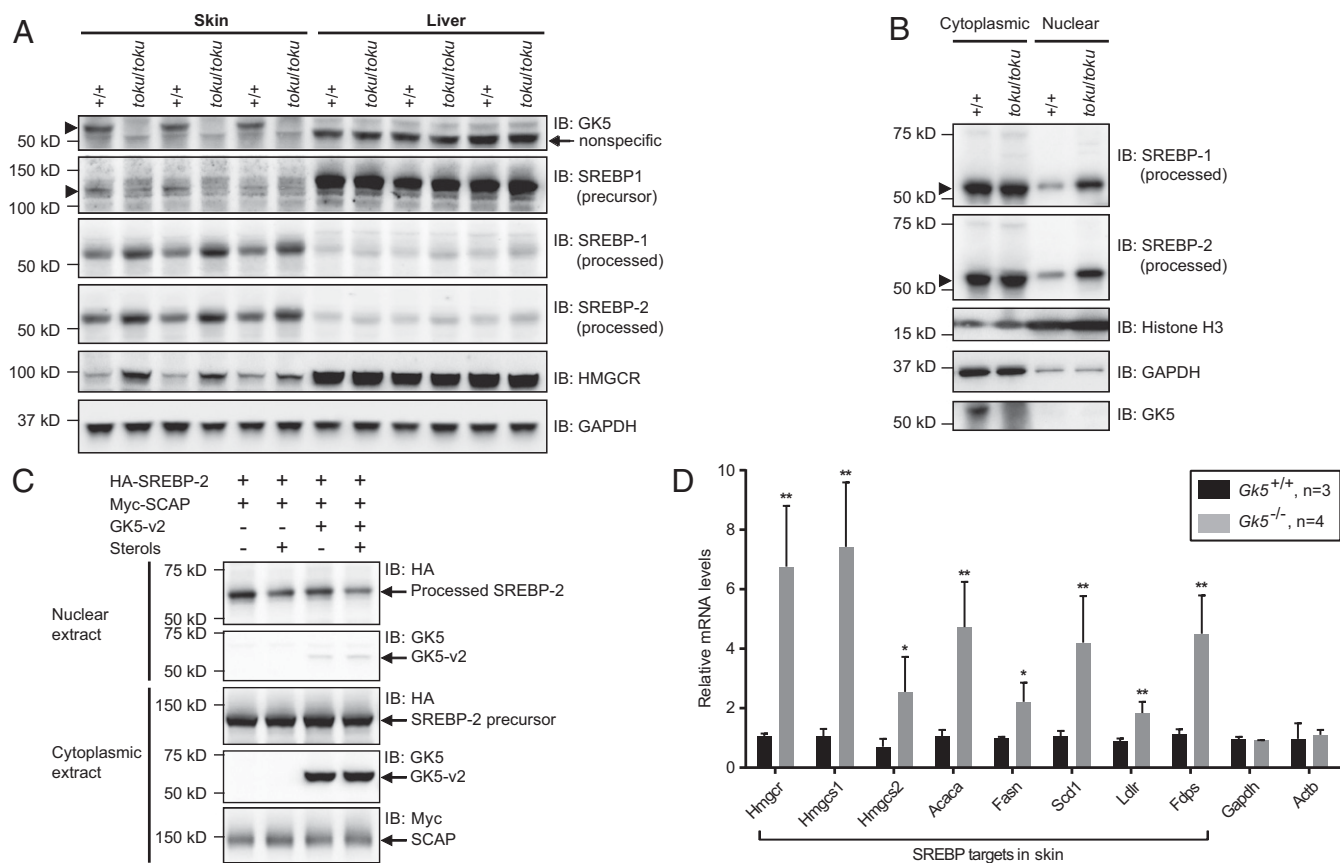 A
Skin
Liver
+/+
toku/toku
+/+
toku/toku
+/+
toku/toku
+/+
toku/toku
+/+
toku/toku
+/+
toku/toku
50 kD
IB: GK5
nonspecific
150 kD
100 kD
IB: SREBP1
(precursor)
50 kD
IB: SREBP-1
(processed)
50 kD
IB: SREBP-2
(processed)
100 kD
IB: HMGCR
37 kD
IB: GAPDH
B
Cytoplasmic
Nuclear
+/+
toku/toku
+/+
toku/toku
75 kD
50 kD
IB: SREBP-1
(processed)
75 kD
50 kD
IB: SREBP-2
(processed)
15 kD
IB: Histone H3
37 kD
IB: GAPDH
50 kD
IB: GK5
C
HA-SREBP-2 + + + +
Myc-SCAP + + + +
GK5-v2 - - + +
Sterols - + - +
Nuclear
extract
75 kD
50 kD
IB: HA
Processed SREBP-2
75 kD
50 kD
IB: GK5
GK5-v2
Cytoplasmic
extract
150 kD
IB: HA
SREBP-2 precursor
75 kD
50 kD
IB: GK5
GK5-v2
150 kD
IB: Myc
SCAP
D
Relative mRNA levels
10
8
6
4
2
0
**
**
*
**
*
**
**
**
Gk5+/+, n=3
Gk5-/-, n=4
Hmgcr
Hmgcs1
Hmgcs2
Acaca
Fasn
Scd1
Ldlr
Fdps
Gapdh
Actb
SREBP targets in skin